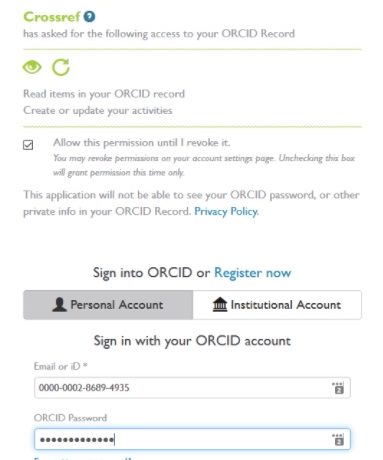 Crossref
has asked for the following access to your ORCID Record
Read items in your ORCID record
Create or update your activities
Allow this permission until I revoke it.
You may revoke permissions on your account settings page. Unchecking this box
will grant permission this time only.
This application will not be able to see your ORCID password, or other
private info in your ORCID Record. Privacy Policy.
Sign into ORCID or Register now
Personal Account
Institutional Account
Sign in with your ORCID account
Email or iD *
0000-0002-8689-4935
ORCID Password